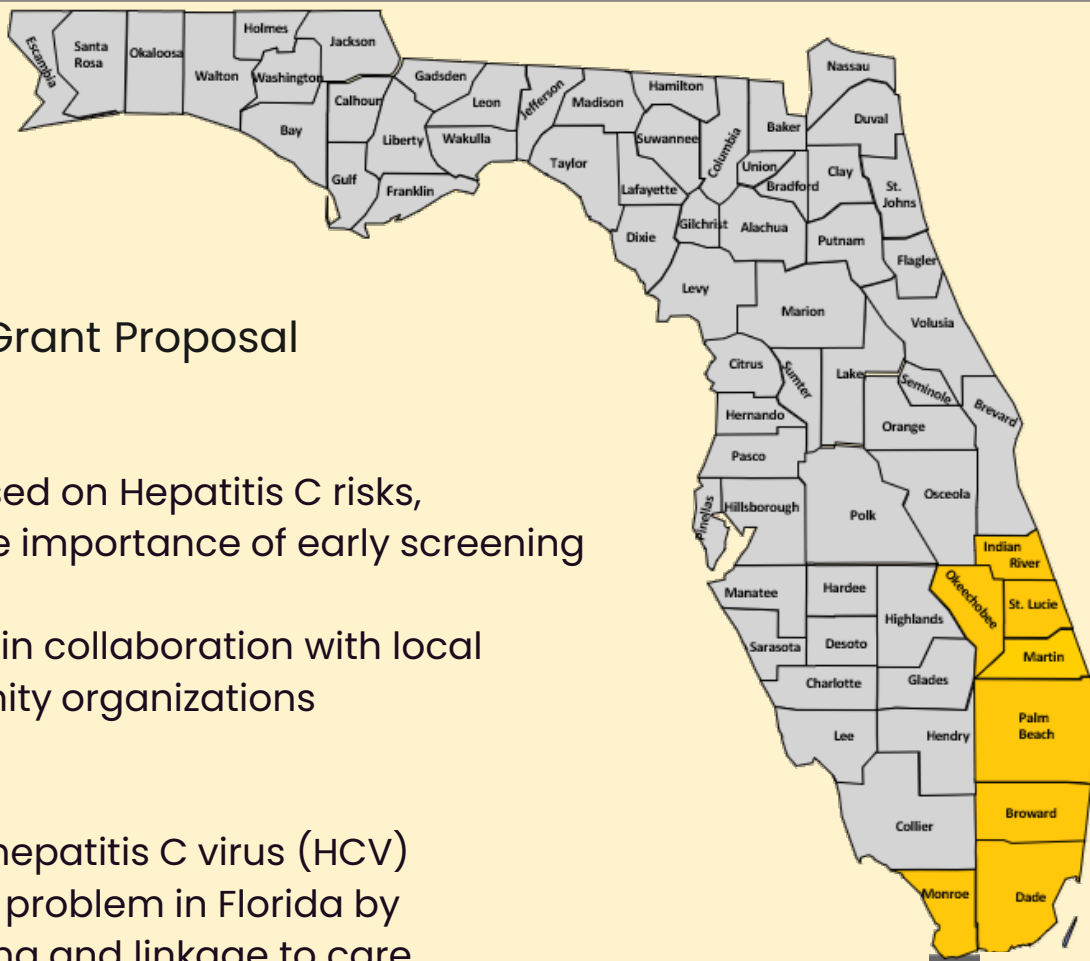 Escambia
Santa
Rosa
Okaloosa
Walton
Holmes
Washington
Jackson
Bay
Calhoun
Gulf
Liberty
Gadsden
Leon
Wakulla
Franklin
Jefferson
Madison
Taylor
Hamilton
Suwannee
Lafayette
Columbia
Dixie
Gilchrist
Baker
Union
Bradford
Alachua
Nassau
Duval
Clay
St.
Johns
Putnam
Flagler
Levy
Marion
Volusia
Citrus
Sumter
Lake
Seminole
Brevard
Hernando
Orange
Pasco
Osceola
Pinellas
Hillsborough
Polk
Indian
River
Manatee
Hardee
Highlands
Okeechobee
St. Lucie
Sarasota
Desoto
Martin
Charlotte
Glades
Lee
Hendry
Palm
Beach
Collier
Broward
Monroe
Dade
Grant Proposal
sed on Hepatitis C risks,
e importance of early screening
in collaboration with local
nity organizations
hepatitis C virus (HCV)
problem in Florida by
ng and linkage to care